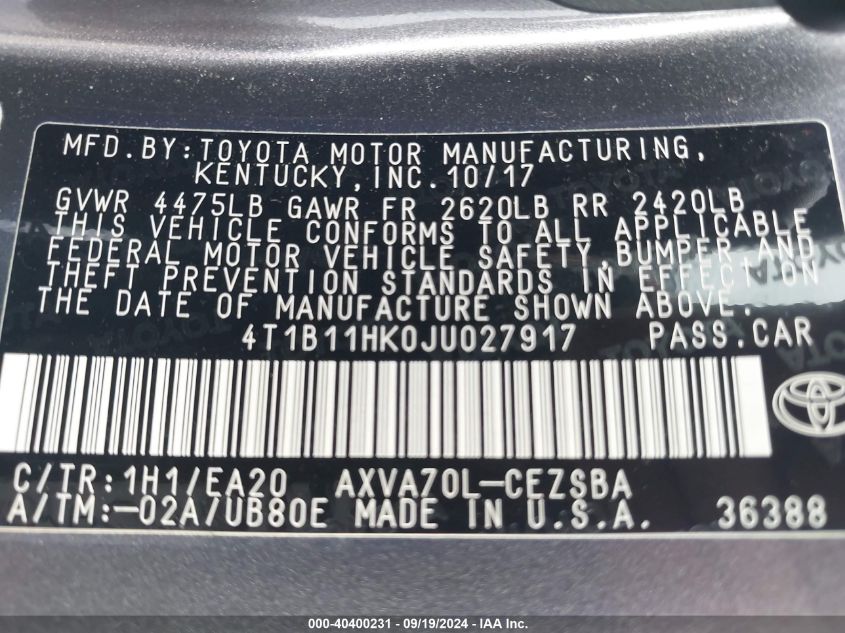 MFD.BY:TOYOTA MOTOR MANUFACTURING,
KENTUCKY,INC.10/17
GVWR 4475LB GAWR FR 2620LB RR 2420LB
THIS VEHICLE CONFORMS TO ALL APPLICABLE
FEDERAL MOTOR VEHICLE SAFETY,BUMPER,AND
THEFT PREVENTION STANDARDS IN EFFECT ON
THE DATE OF MANUFACTURE SHOWN ABOVE.
4T1B11HK0JU027917 PASS.CAR
C/TR:1H1/EA20 AXVA70L-CEZSBA
A/TM:-02A/UB80E MADE IN U.S.A. 36388
000-40400231 - 09/19/2024 - IAA Inc.